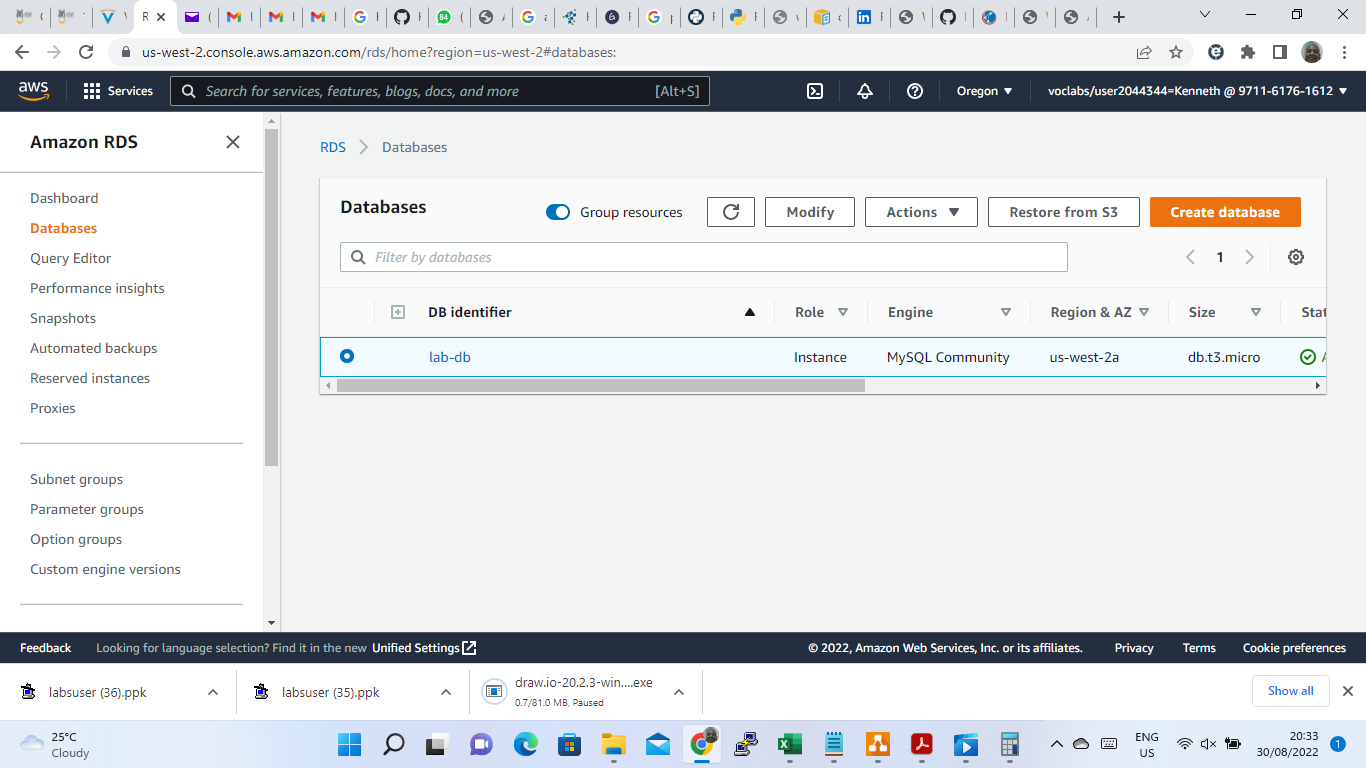 us-west-2.console.aws.amazon.com/rds/home?region=us-west-2#databases:
aws
Services
Search for services, features, blogs, docs, and more
[Alt+S]
Oregon
voclabs/user2044344=Kenneth @ 9711-6176-1612
Amazon RDS
Dashboard
Databases
Query Editor
Performance insights
Snapshots
Automated backups
Reserved instances
Proxies
Subnet groups
Parameter groups
Option groups
Custom engine versions
RDS
Databases
Databases
Group resources
Modify
Actions
Restore from S3
Create database
Filter by databases
1
DB identifier
Role
Engine
Region & AZ
Size
lab-db
Instance
MySQL Community
us-west-2a
db.t3.micro
Feedback
Looking for language selection? Find it in the new Unified Settings
© 2022, Amazon Web Services, Inc. or its affiliates.
Privacy
Terms
Cookie preferences
labsuser (36).ppk
labsuser (35).ppk
draw.io-20.2.3-win....exe
0.7/81.0 MB, Paused
Show all
25°C
Cloudy
ENG
US
20:33
30/08/2022
1